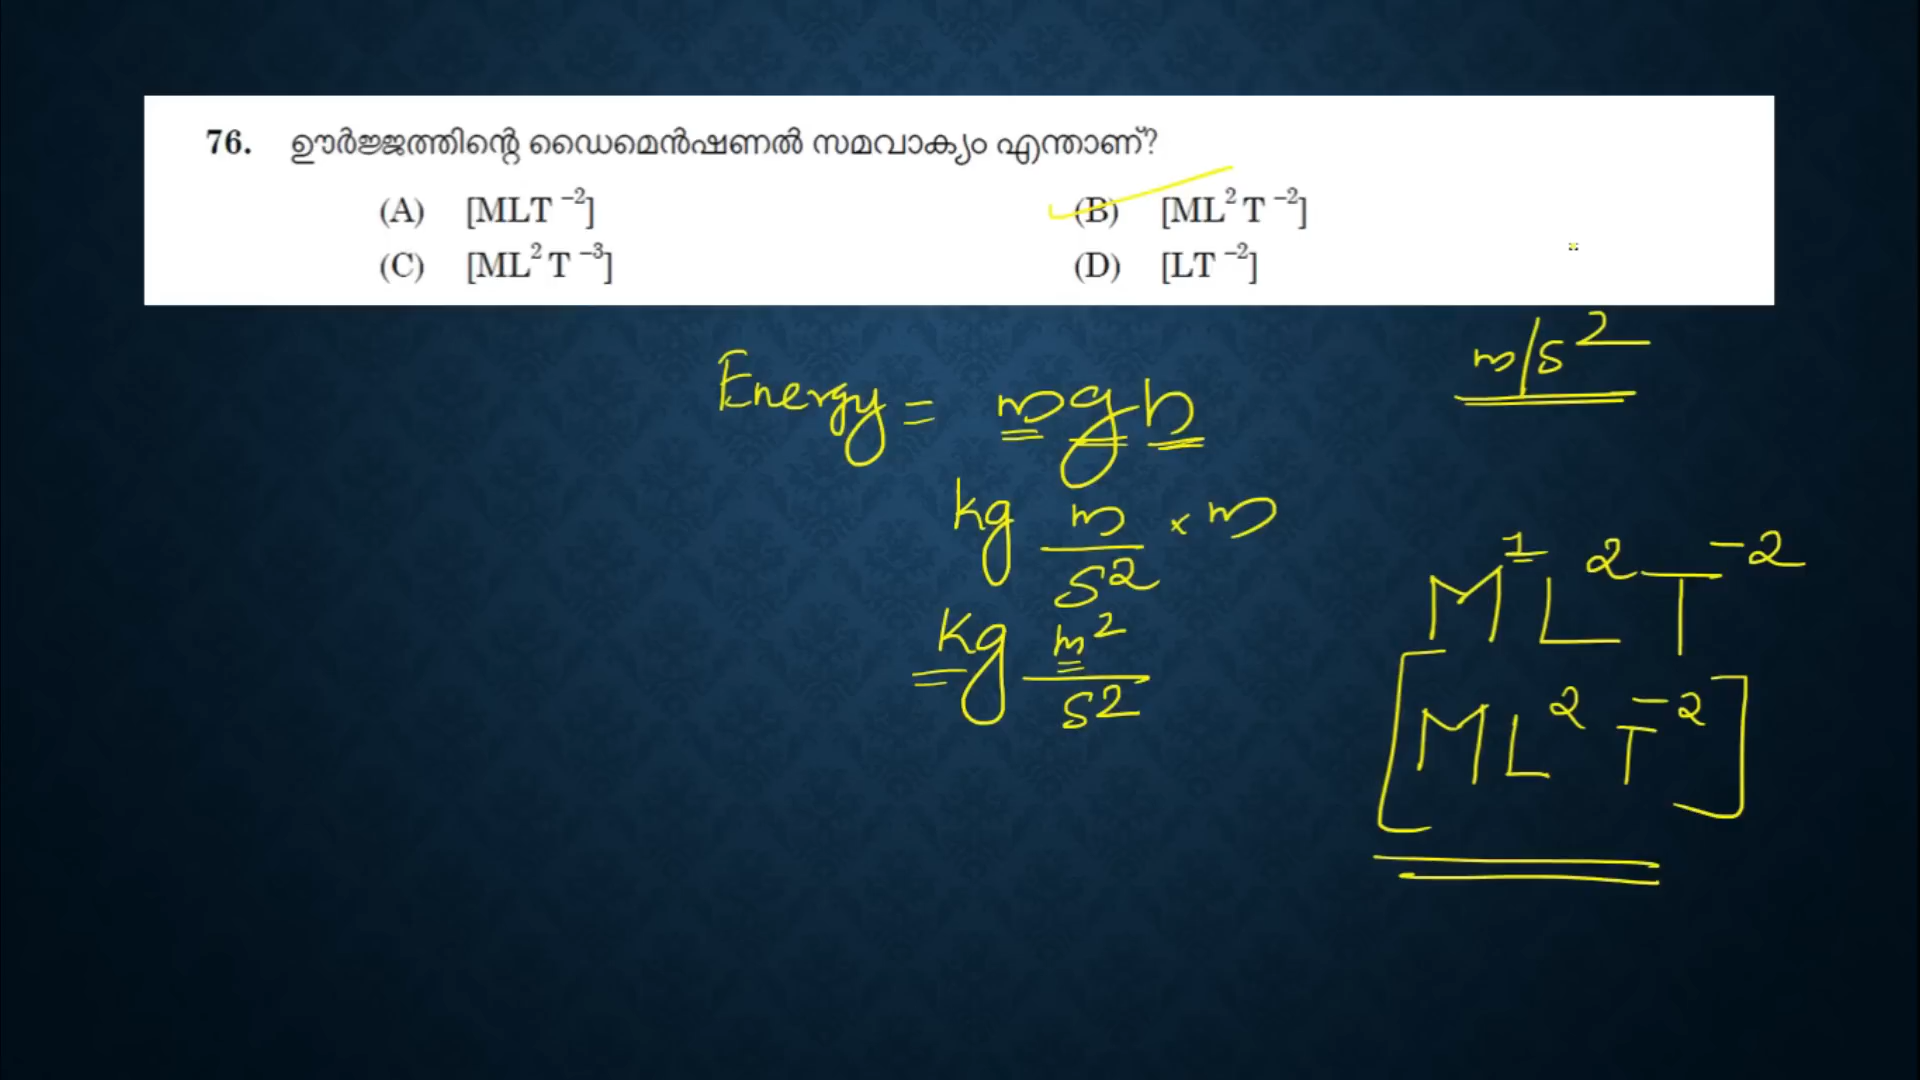 76. ഊർജ്ജത്തിന്റെ ഡൈമെൻഷണൽ സമവാക്യം എന്താണ്?
(A) [MLT⁻²] (B) [ML²T⁻²]
(C) [ML²T⁻³] (D) [LT⁻²]
m/s²
Energy = mgh
kg m/s² × m
= kg m²/s²
M¹L²T⁻²
[ML²T⁻²]